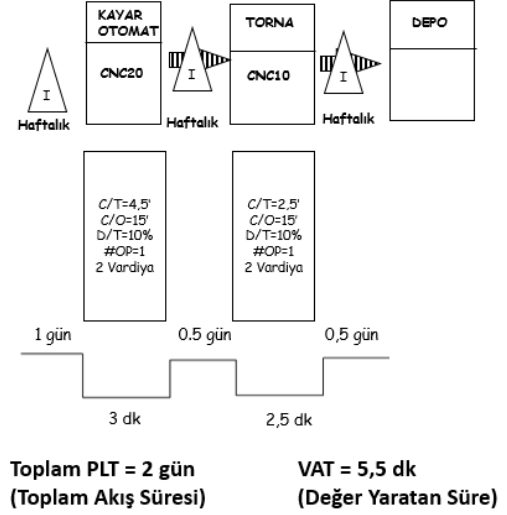 KAYAR
OTOMAT
TORNA
DEPO
CNC20
CNC10
I
I
I
Haftalık
Haftalık
Haftalık
C/T=4,5'
C/O=15'
D/T=10%
#OP=1
2 Vardiya
C/T=2,5'
C/O=15'
D/T=10%
#OP=1
2 Vardiya
1 gün
0.5 gün
0,5 gün
3 dk
2,5 dk
Toplam PLT = 2 gün
(Toplam Akış Süresi)
VAT = 5,5 dk
(Değer Yaratan Süre)